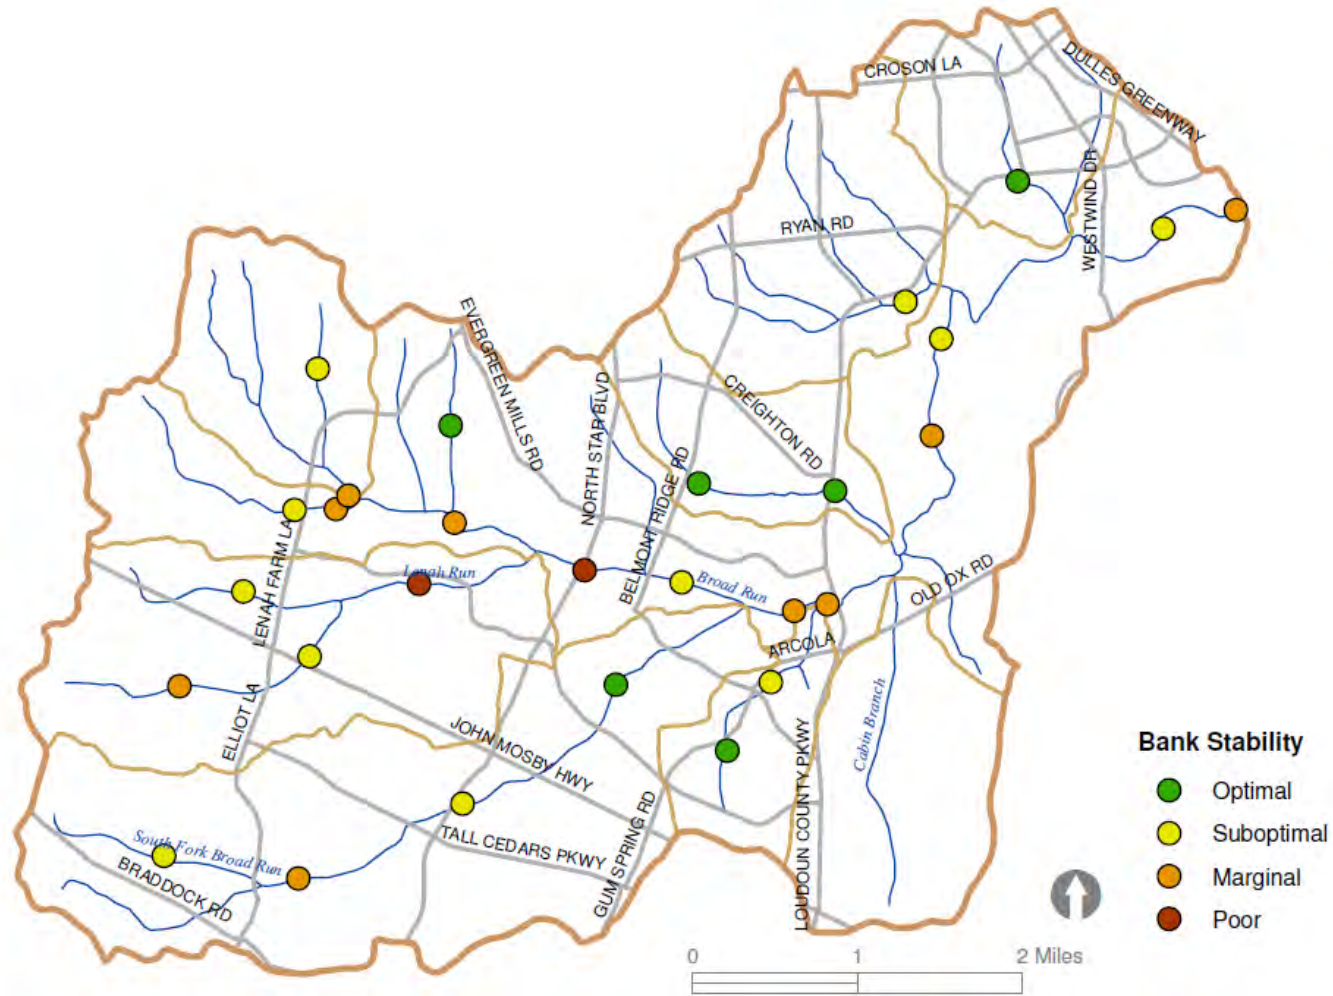 CROSON LA
DULLES GREENWAY
WESTWIND DR
RYAN RD
EVERGREEN MILLS RD
NORTH STAR BLVD
CREIGHTON RD
BELMONT RIDGE RD
LENAH FARM LA
Lenah Run
Broad Run
OLD OX RD
ARCOLA
ELLIOT LA
JOHN MOSBY HWY
Cabin Branch
LOUDOUN COUNTY PKWY
GUM SPRING RD
TALL CEDARS PKWY
South Fork Broad Run
BRADDOCK RD
Bank Stability
Optimal
Suboptimal
Marginal
Poor
0 1 2 Miles